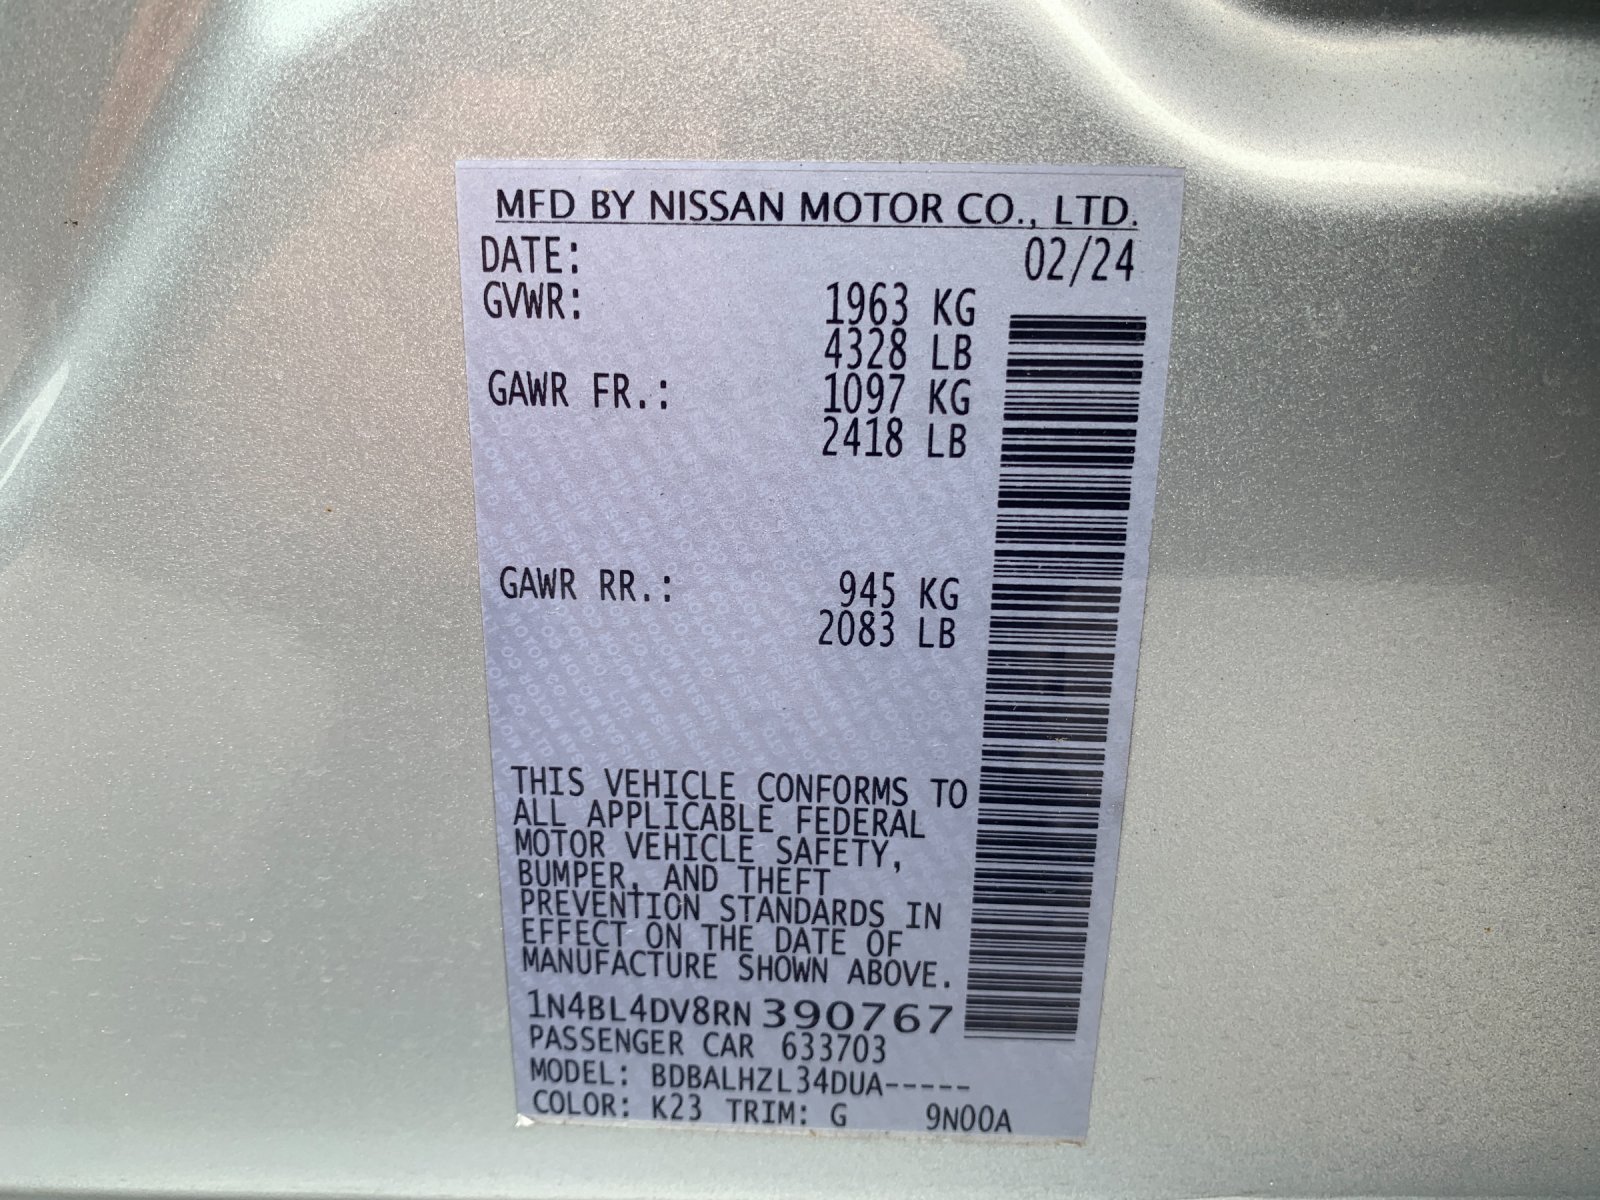 MFD BY NISSAN MOTOR CO., LTD.
DATE: 02/24
GVWR: 1963 KG
4328 LB
GAWR FR.: 1097 KG
2418 LB
GAWR RR.: 945 KG
2083 LB
THIS VEHICLE CONFORMS TO
ALL APPLICABLE FEDERAL
MOTOR VEHICLE SAFETY,
BUMPER, AND THEFT
PREVENTION STANDARDS IN
EFFECT ON THE DATE OF
MANUFACTURE SHOWN ABOVE.
1N4BL4DV8RN390767
PASSENGER CAR 633703
MODEL: BDBALHZL34DUA-----
COLOR: K23 TRIM: G 9N00A